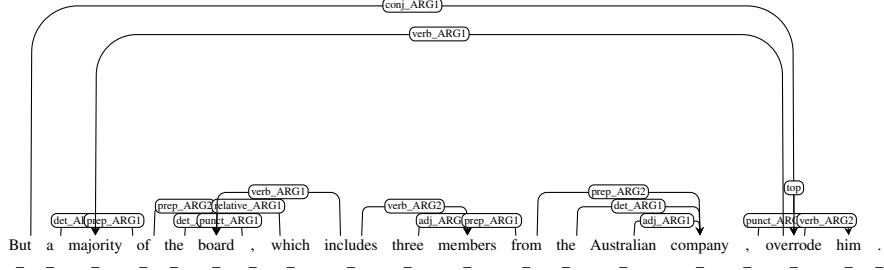 conj_ARG1
verb_ARG1
verb_ARG1 prep_ARG2 top
prep_ARG2 relative_ARG1 verb_ARG2 det_ARG1
prep_ARG1 punct_ARG1 prep_ARG1 adj_ARG1 verb_ARG2
But a majority of the board , which includes three members from the Australian company , overrode him .
_ _ _ _ _ _ _ _ _ _ _ _ _ _ _ _ _ _ _